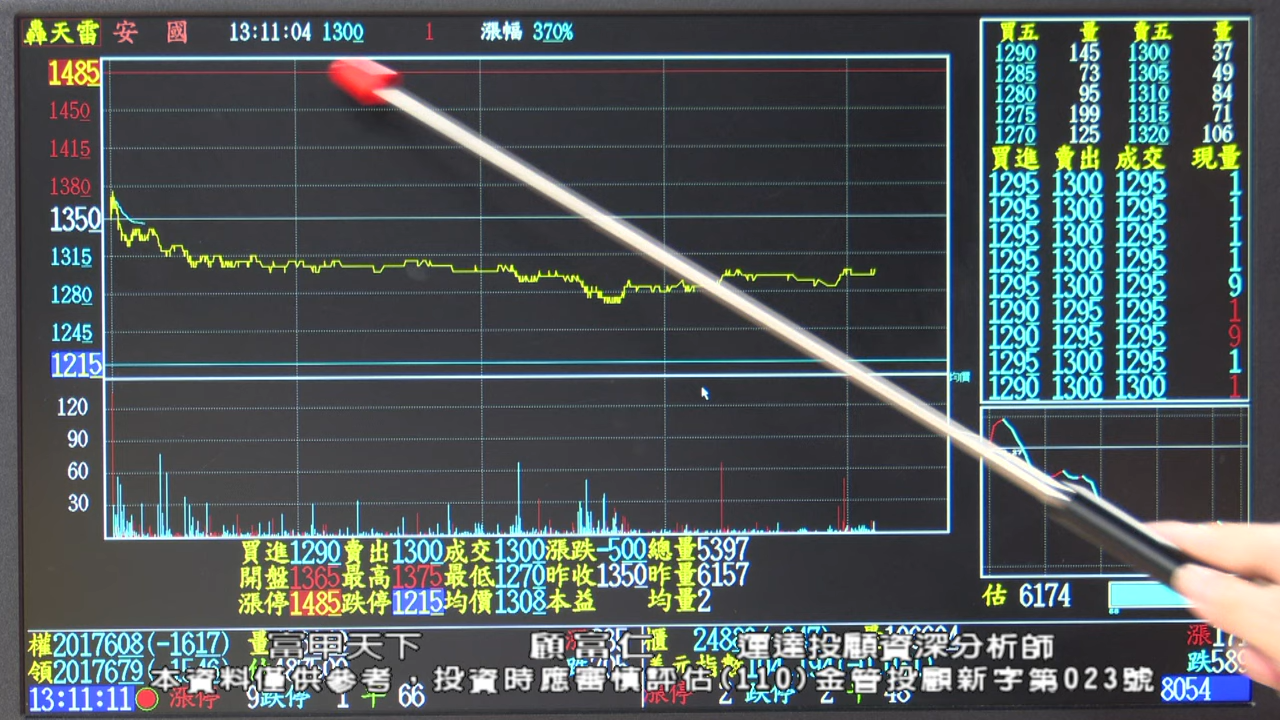 轟天雷 安 國 13:11:04 1300 1 漲幅 370%
1485
1450
1415
1380
1350
1315
1280
1245
1215
均價
120
90
60
30
買五 量 賣五 量
1290 145 1300 37
1285 73 1305 49
1280 95 1310 84
1275 199 1315 71
1270 125 1320 106
買進 賣出 成交 現量
1295 1300 1295 1
1295 1300 1295 1
1295 1300 1295 1
1295 1300 1295 1
1295 1300 1295 9
1290 1295 1295 1
1290 1295 1295 9
1295 1300 1295 1
1290 1300 1300 1
買進1290賣出1300成交1300漲跌-500總量5397
開盤1365最高1375最低1270昨收1350昨量6157
漲停1485跌停1215均價1308本益 均量2
估 6174
權2017608(-1617)
富甲天下 顧富仁 運達投顧資深分析師
領2017679
本資料僅供參考，投資時應審慎評估(110)金管投顧新字第023號
13:11:11 漲停 9跌停 1平 66 漲停 2 跌停 2 平 48 8054